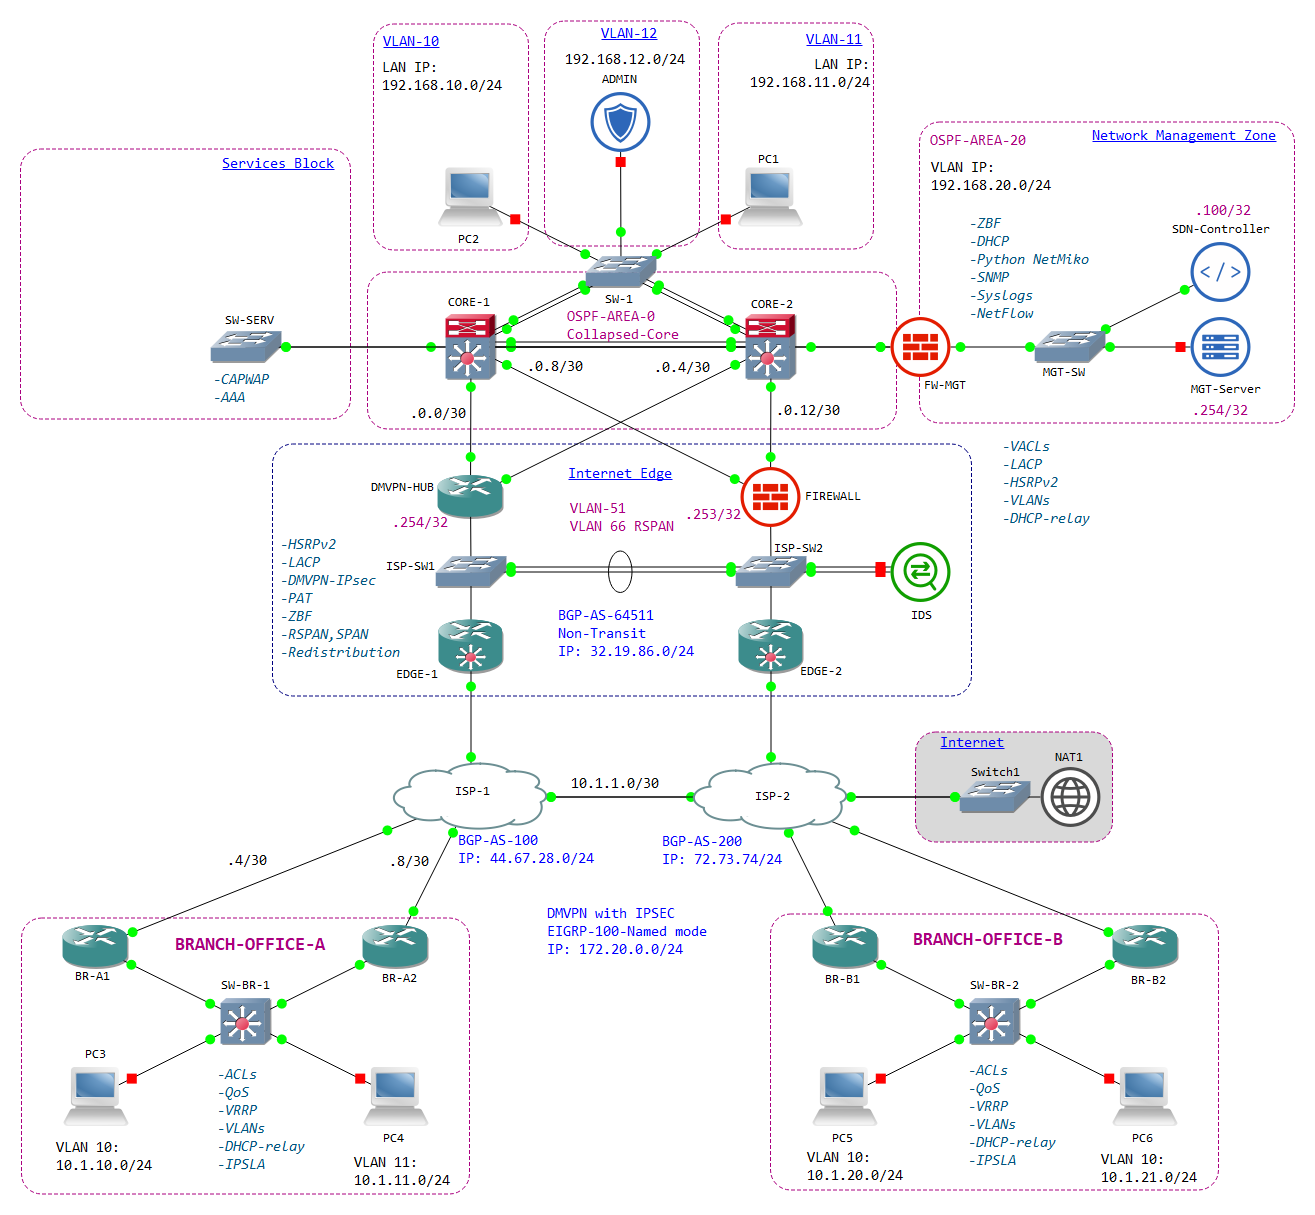 VLAN-10
LAN IP:
192.168.10.0/24
PC2
VLAN-12
192.168.12.0/24
ADMIN
VLAN-11
LAN IP:
192.168.11.0/24
PC1
Services Block
SW-SERV
-CAPWAP
-AAA
OSPF-AREA-20
Network Management Zone
VLAN IP:
192.168.20.0/24
-ZBF
-DHCP
-Python NetMiko
-SNMP
-Syslogs
-NetFlow
.100/32
SDN-Controller
MGT-SW
MGT-Server
.254/32
FW-MGT
SW-1
CORE-1
CORE-2
OSPF-AREA-0
Collapsed-Core
.0.8/30
.0.4/30
.0.0/30
.0.12/30
-VACLs
-LACP
-HSRPv2
-VLANs
-DHCP-relay
Internet Edge
DMVPN-HUB
.254/32
VLAN-51
VLAN 66 RSPAN
.253/32
FIREWALL
-HSRPv2
-LACP
-DMVPN-IPsec
-PAT
-ZBF
-RSPAN,SPAN
-Redistribution
ISP-SW1
ISP-SW2
IDS
BGP-AS-64511
Non-Transit
IP: 32.19.86.0/24
EDGE-1
EDGE-2
Internet
Switch1
NAT1
ISP-1
10.1.1.0/30
ISP-2
BGP-AS-100
IP: 44.67.28.0/24
BGP-AS-200
IP: 72.73.74/24
.4/30
.8/30
DMVPN with IPSEC
EIGRP-100-Named mode
IP: 172.20.0.0/24
BRANCH-OFFICE-A
BR-A1
BR-A2
SW-BR-1
PC3
-ACLs
-QoS
-VRRP
-VLANs
-DHCP-relay
-IPSLA
PC4
VLAN 10:
10.1.10.0/24
VLAN 11:
10.1.11.0/24
BRANCH-OFFICE-B
BR-B1
BR-B2
SW-BR-2
-ACLs
-QoS
-VRRP
-VLANs
-DHCP-relay
-IPSLA
PC5
VLAN 10:
10.1.20.0/24
PC6
VLAN 10:
10.1.21.0/24